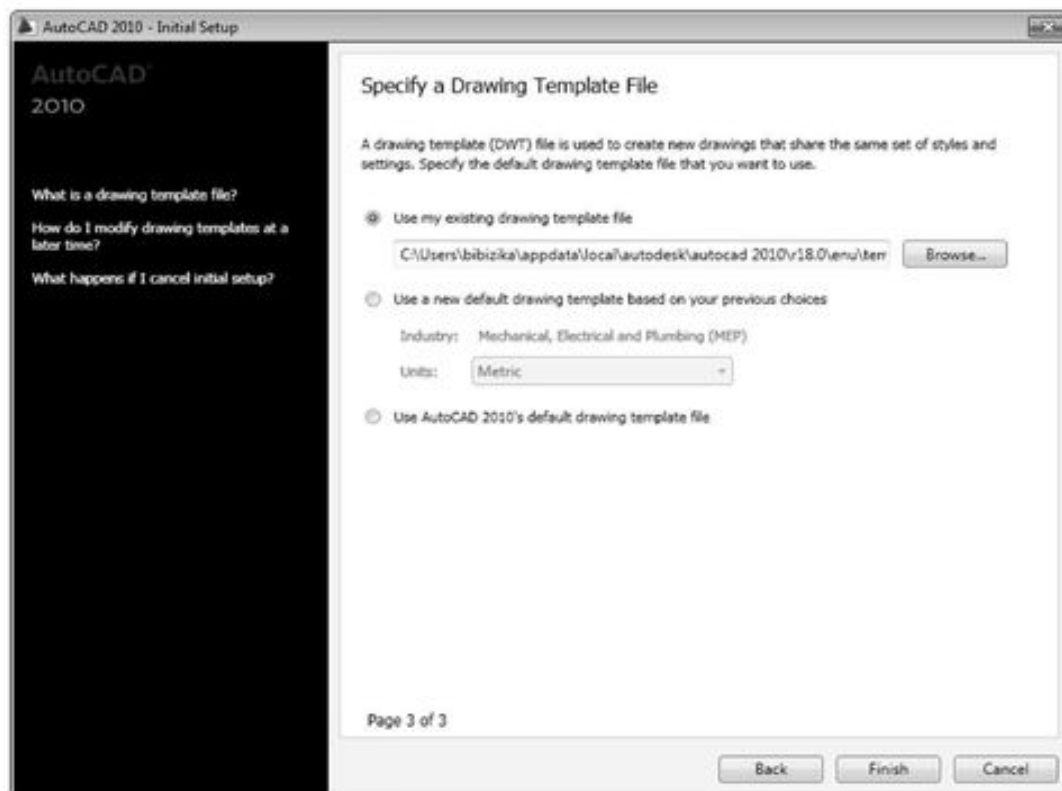 AutoCAD 2010 - Initial Setup
AutoCAD
2010
What is a drawing template file?
How do I modify drawing templates at a
later time?
What happens if I cancel initial setup?
Specify a Drawing Template File
A drawing template (DWT) file is used to create new drawings that share the same set of styles and
settings. Specify the default drawing template file that you want to use.
Use my existing drawing template file
C:\Users\bibizika\appdata\local\autodesk\autocad 2010\r18.0\enu\tem
Browse...
Use a new default drawing template based on your previous choices
Industry: Mechanical, Electrical and Plumbing (MEP)
Units: Metric
Use AutoCAD 2010's default drawing template file
Page 3 of 3
Back Finish Cancel